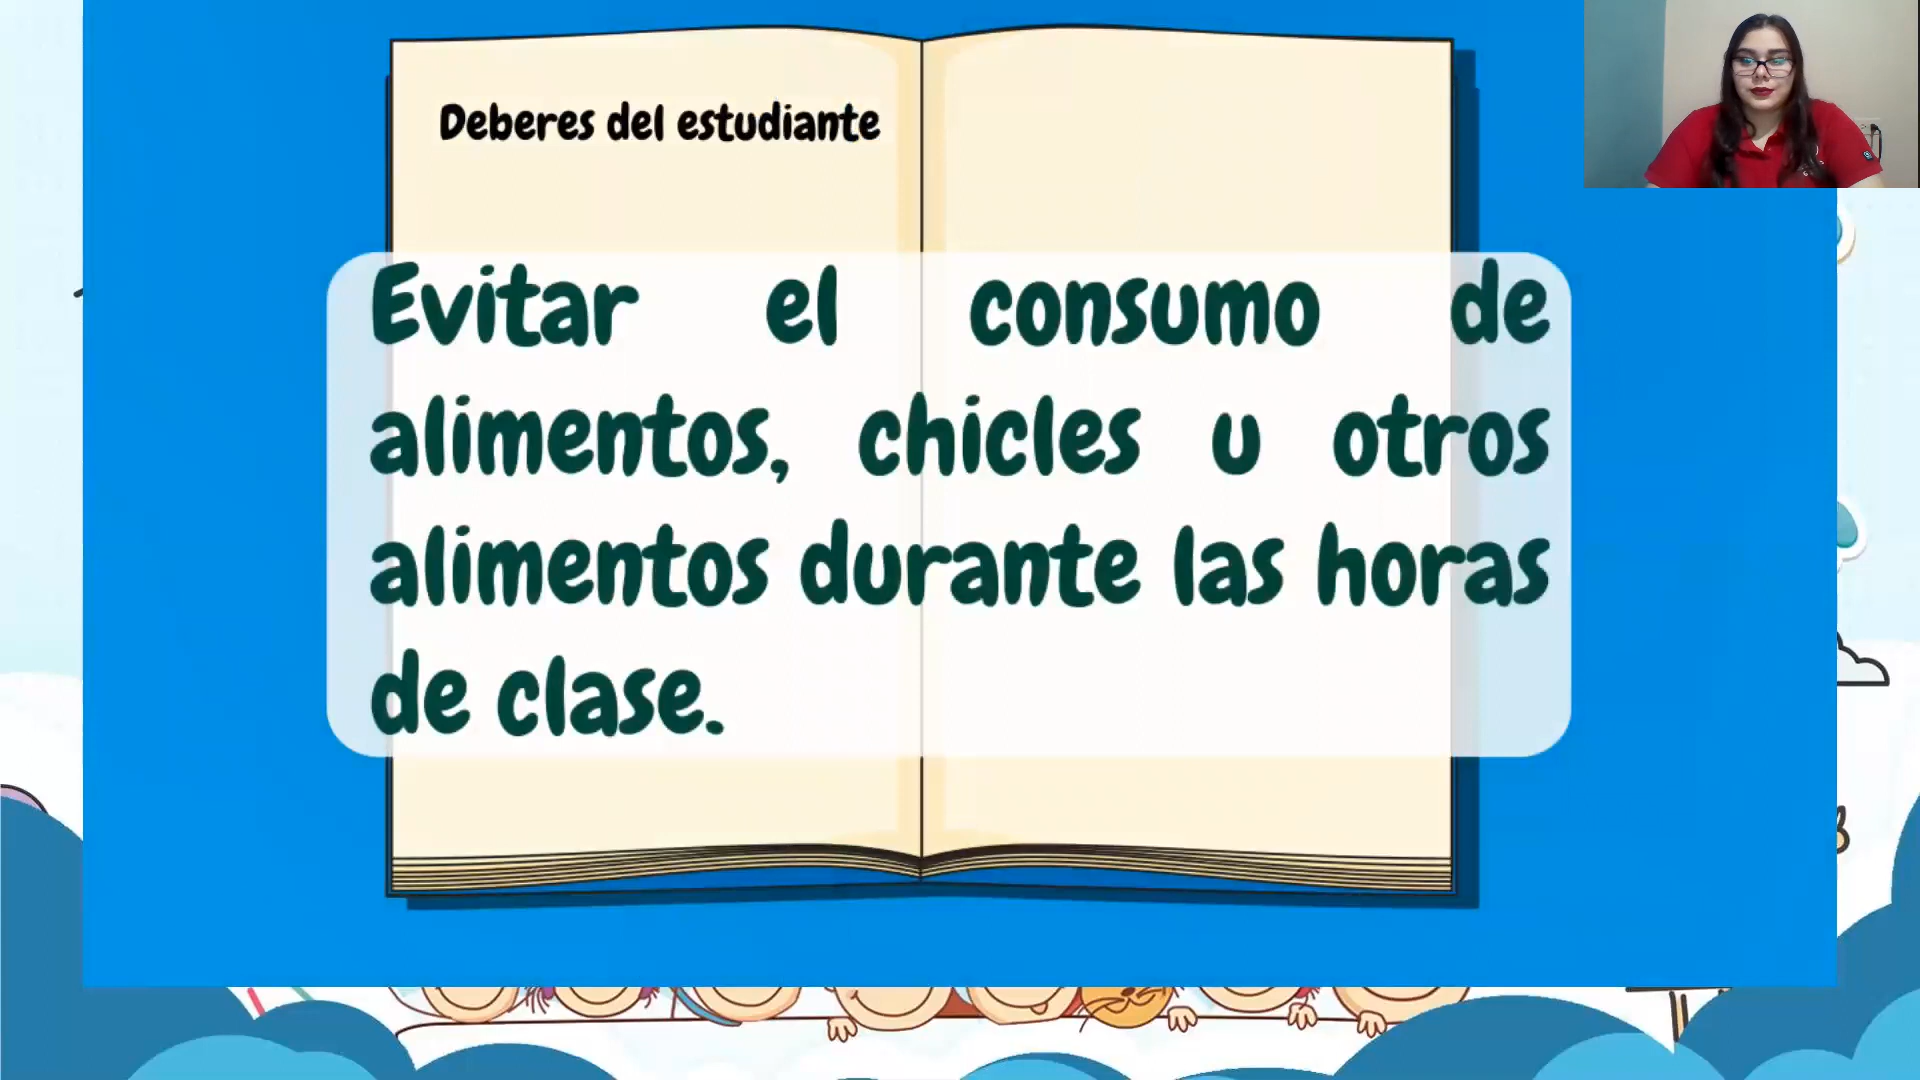 Deberes del estudiante
Evitar el consumo de
alimentos, chicles u otros
alimentos durante las horas
de clase.